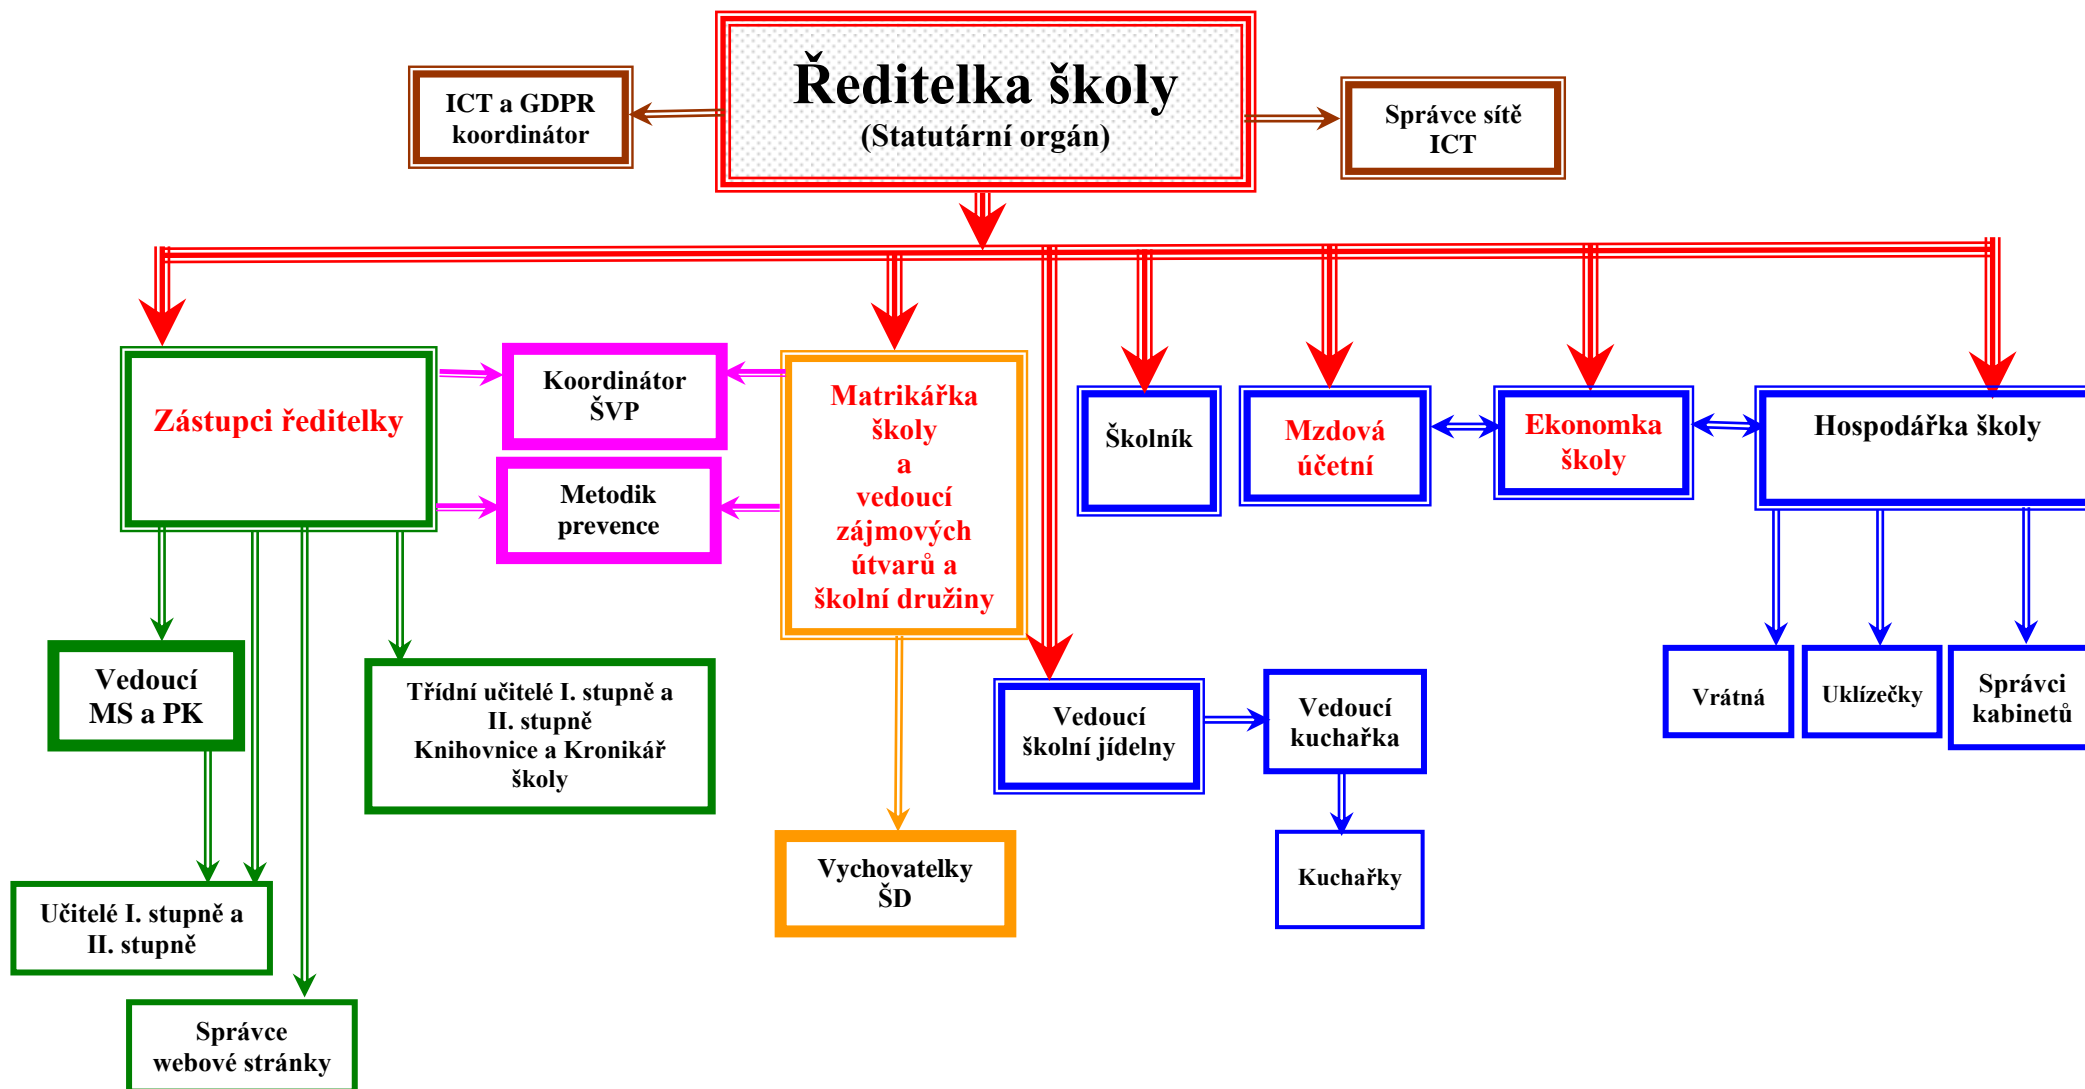 Ředitelka školy
(Statutární orgán)
ICT a GDPR
koordinátor
Správce sítě
ICT
Zástupci ředitelky
Koordinátor
ŠVP
Metodik
prevence
Matrikářka
školy
a
vedoucí
zájmových
útvarů a
školní družiny
Školník
Mzdová
účetní
Ekonomka
školy
Hospodářka školy
Vedoucí
MS a PK
Třídní učitelé I. stupně a
II. stupně
Knihovnice a Kronikář
školy
Vedoucí
školní jídelny
Vedoucí
kuchařka
Vrátná
Uklízečky
Správci
kabinetů
Učitelé I. stupně a
II. stupně
Vychovatelky
ŠD
Kuchařky
Správce
webové stránky